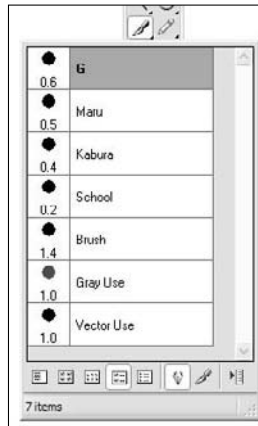 0.6 G
0.5 Maru
0.4 Kabura
0.2 School
1.4 Brush
1.0 Gray Use
1.0 Vector Use
7 items